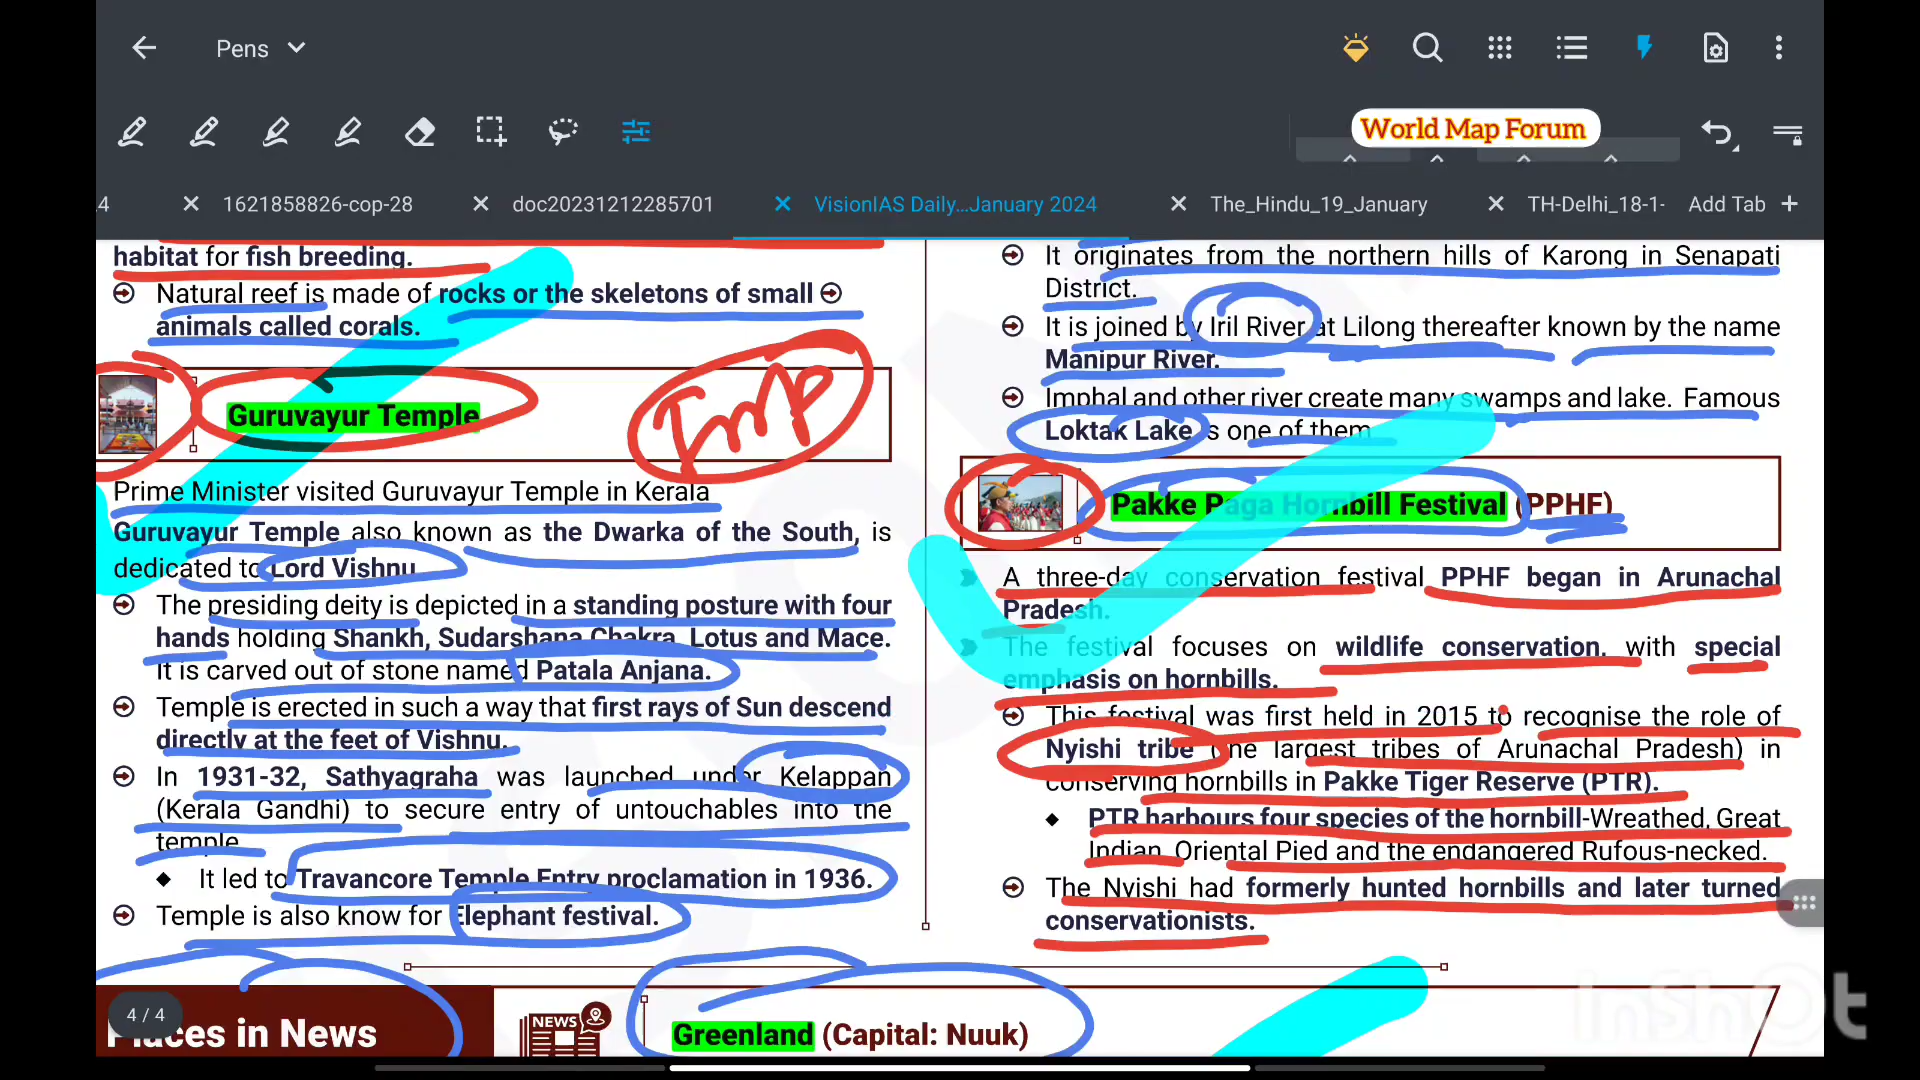 Pens
World Map Forum
.4
1621858826-cop-28
doc20231212285701
VisionIAS Daily...January 2024
The_Hindu_19_January
TH-Delhi_18-1-
Add Tab +
habitat for fish breeding.
Natural reef is made of rocks or the skeletons of small
animals called corals.
Guruvayur Temple
Imp
Prime Minister visited Guruvayur Temple in Kerala
Guruvayur Temple also known as the Dwarka of the South, is
dedicated to Lord Vishnu
The presiding deity is depicted in a standing posture with four
hands holding Shankh, Sudarshana Chakra, Lotus and Mace.
It is carved out of stone named Patala Anjana.
Temple is erected in such a way that first rays of Sun descend
directly at the feet of Vishnu.
In 1931-32, Sathyagraha was launched under Kelappan
(Kerala Gandhi) to secure entry of untouchables into the
temple
It led to Travancore Temple Entry proclamation in 1936.
Temple is also know for Elephant festival.
It originates from the northern hills of Karong in Senapati
District.
It is joined by Iril River at Lilong thereafter known by the name
Manipur River.
Imphal and other river create many swamps and lake. Famous
Loktak Lake is one of them
Pakke Paga Hornbill Festival (PPHF)
A three-day conservation festival PPHF began in Arunachal
Pradesh.
The festival focuses on wildlife conservation, with special
emphasis on hornbills.
This festival was first held in 2015 to recognise the role of
Nyishi tribe (the largest tribes of Arunachal Pradesh) in
conserving hornbills in Pakke Tiger Reserve (PTR).
PTR harbours four species of the hornbill-Wreathed, Great
Indian, Oriental Pied and the endangered Rufous-necked.
The Nyishi had formerly hunted hornbills and later turned
conservationists.
4 / 4
Places in News
NEWS
Greenland (Capital: Nuuk)
InShOt